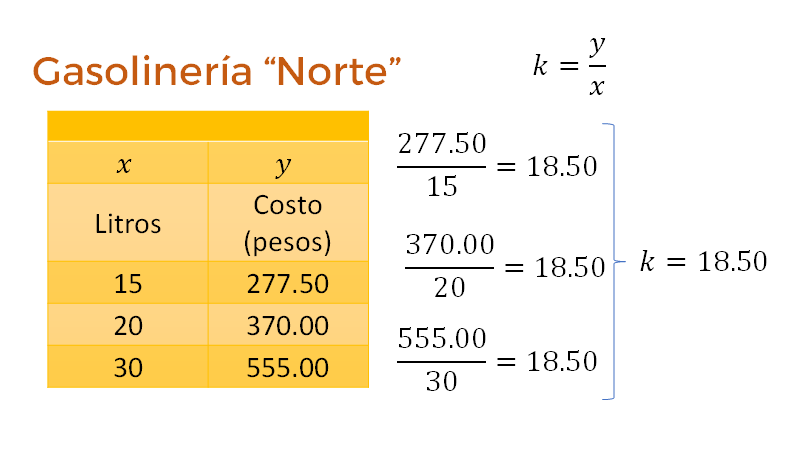 Gasolinería “Norte”
k = y/x
x y
Litros Costo (pesos)
15 277.50
20 370.00
30 555.00
277.50/15 = 18.50
370.00/20 = 18.50
555.00/30 = 18.50
k = 18.50